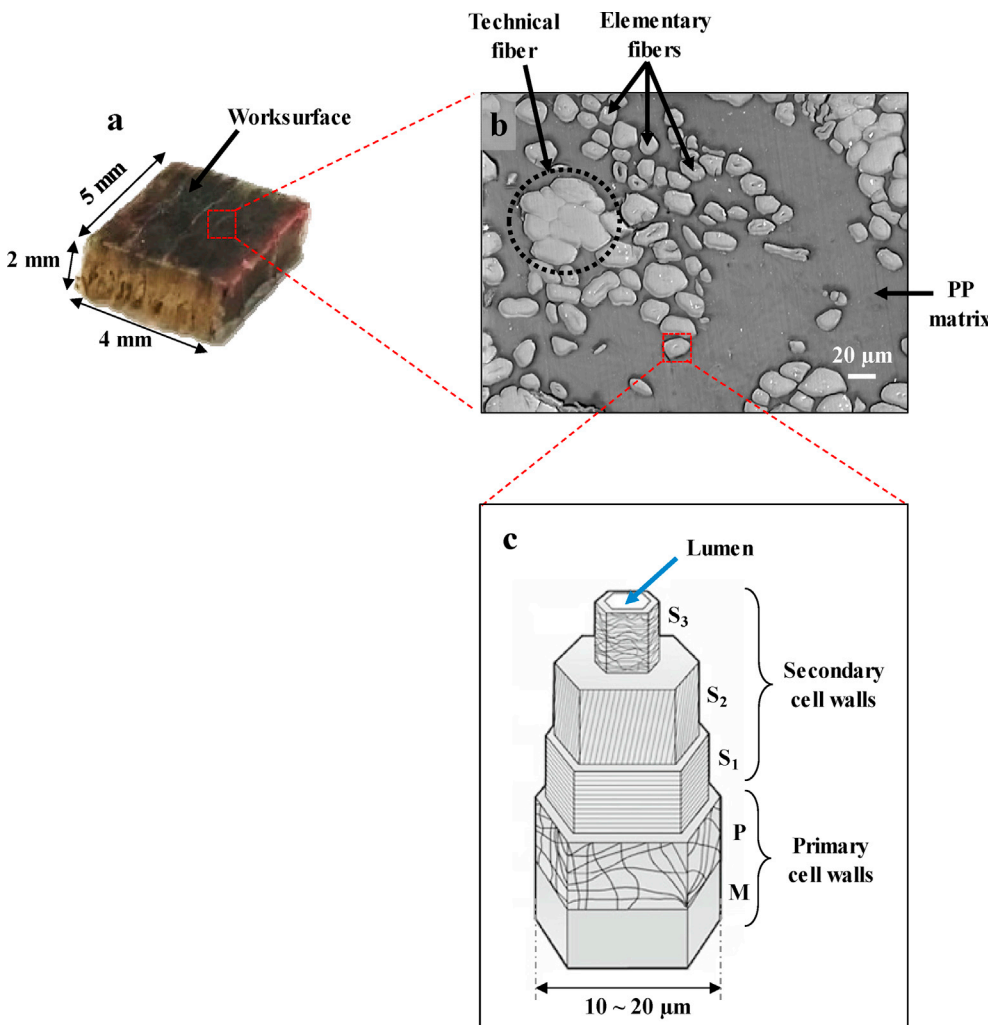 a
Worksurface
5 mm
2 mm
4 mm
Technical
fiber
Elementary
fibers
b
PP
matrix
20 μm
c
Lumen
S₃
S₂
S₁
Secondary
cell walls
P
M
Primary
cell walls
10 ~ 20 μm